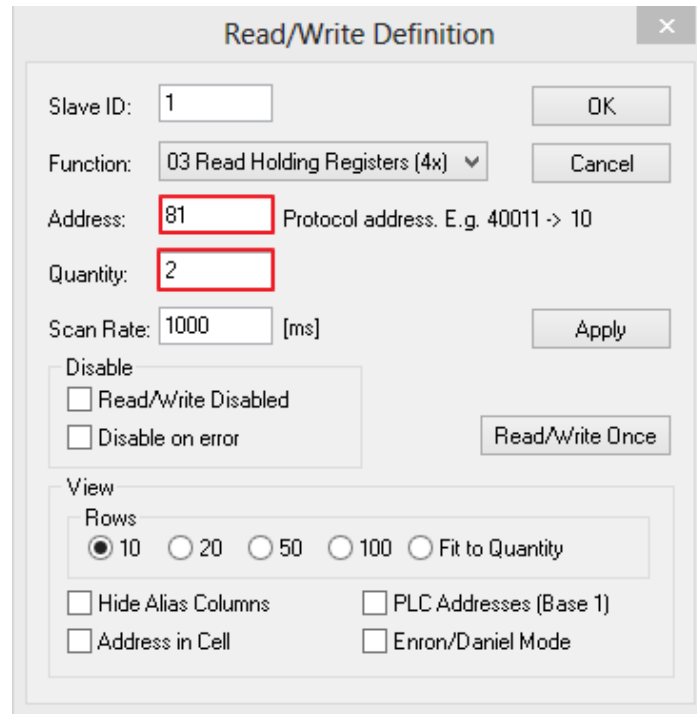 Read/Write Definition
Slave ID: 1 OK
Function: 03 Read Holding Registers (4x) Cancel
Address: 81 Protocol address. E.g. 40011 -> 10
Quantity: 2
Scan Rate: 1000 [ms] Apply
Disable
Read/Write Disabled
Disable on error Read/Write Once
View
Rows
10 20 50 100 Fit to Quantity
Hide Alias Columns PLC Addresses (Base 1)
Address in Cell Enron/Daniel Mode